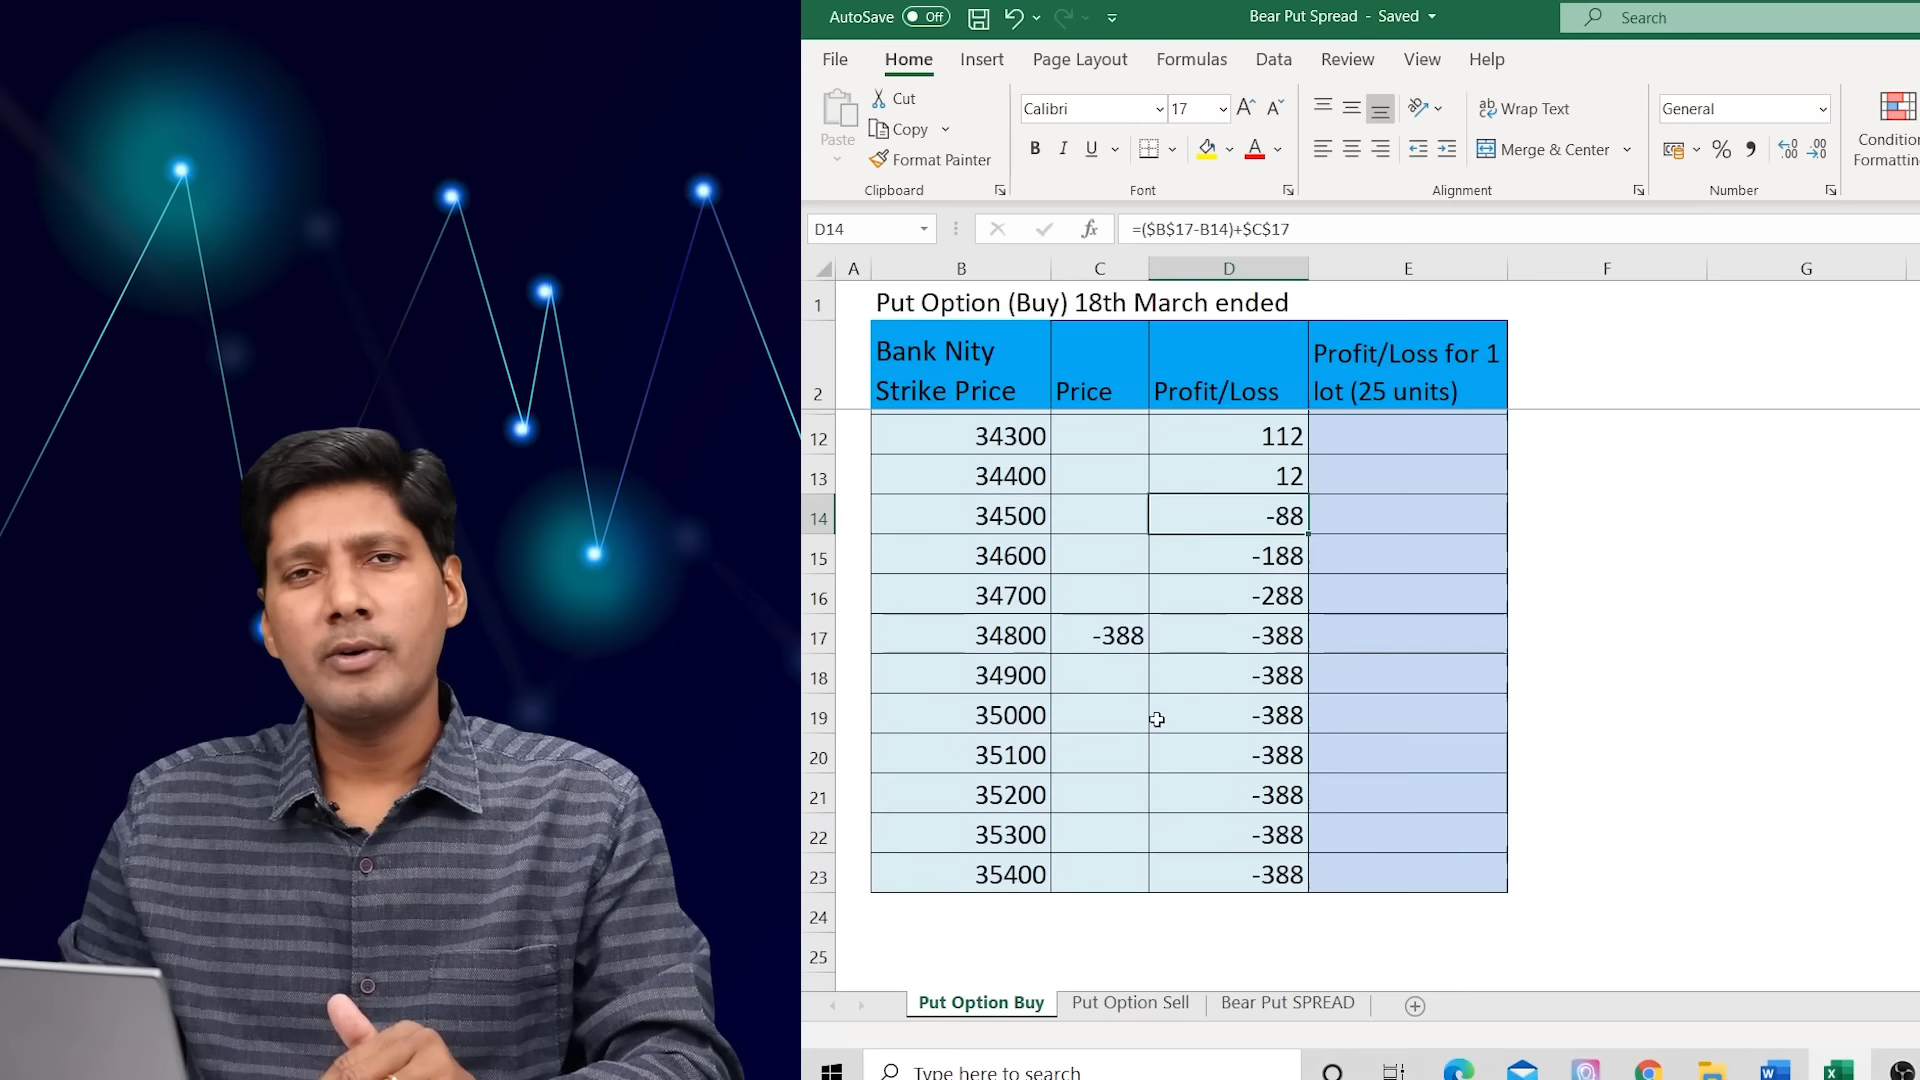 AutoSave Off Bear Put Spread - Saved Search
File Home Insert Page Layout Formulas Data Review View Help
Paste Cut Copy Format Painter
Clipboard
Calibri 17
B I U A
Font
Wrap Text
Merge & Center
Alignment
General
% 9
Number
Formatting
D14 fx =($B$17-B14)+$C$17
A B C D E F G
1 Put Option (Buy) 18th March ended
2 Bank Nity Strike Price Price Profit/Loss Profit/Loss for 1 lot (25 units)
12 34300 112
13 34400 12
14 34500 -88
15 34600 -188
16 34700 -288
17 34800 -388 -388
18 34900 -388
19 35000 -388
20 35100 -388
21 35200 -388
22 35300 -388
23 35400 -388
24
25
Put Option Buy Put Option Sell Bear Put SPREAD
Type here to search